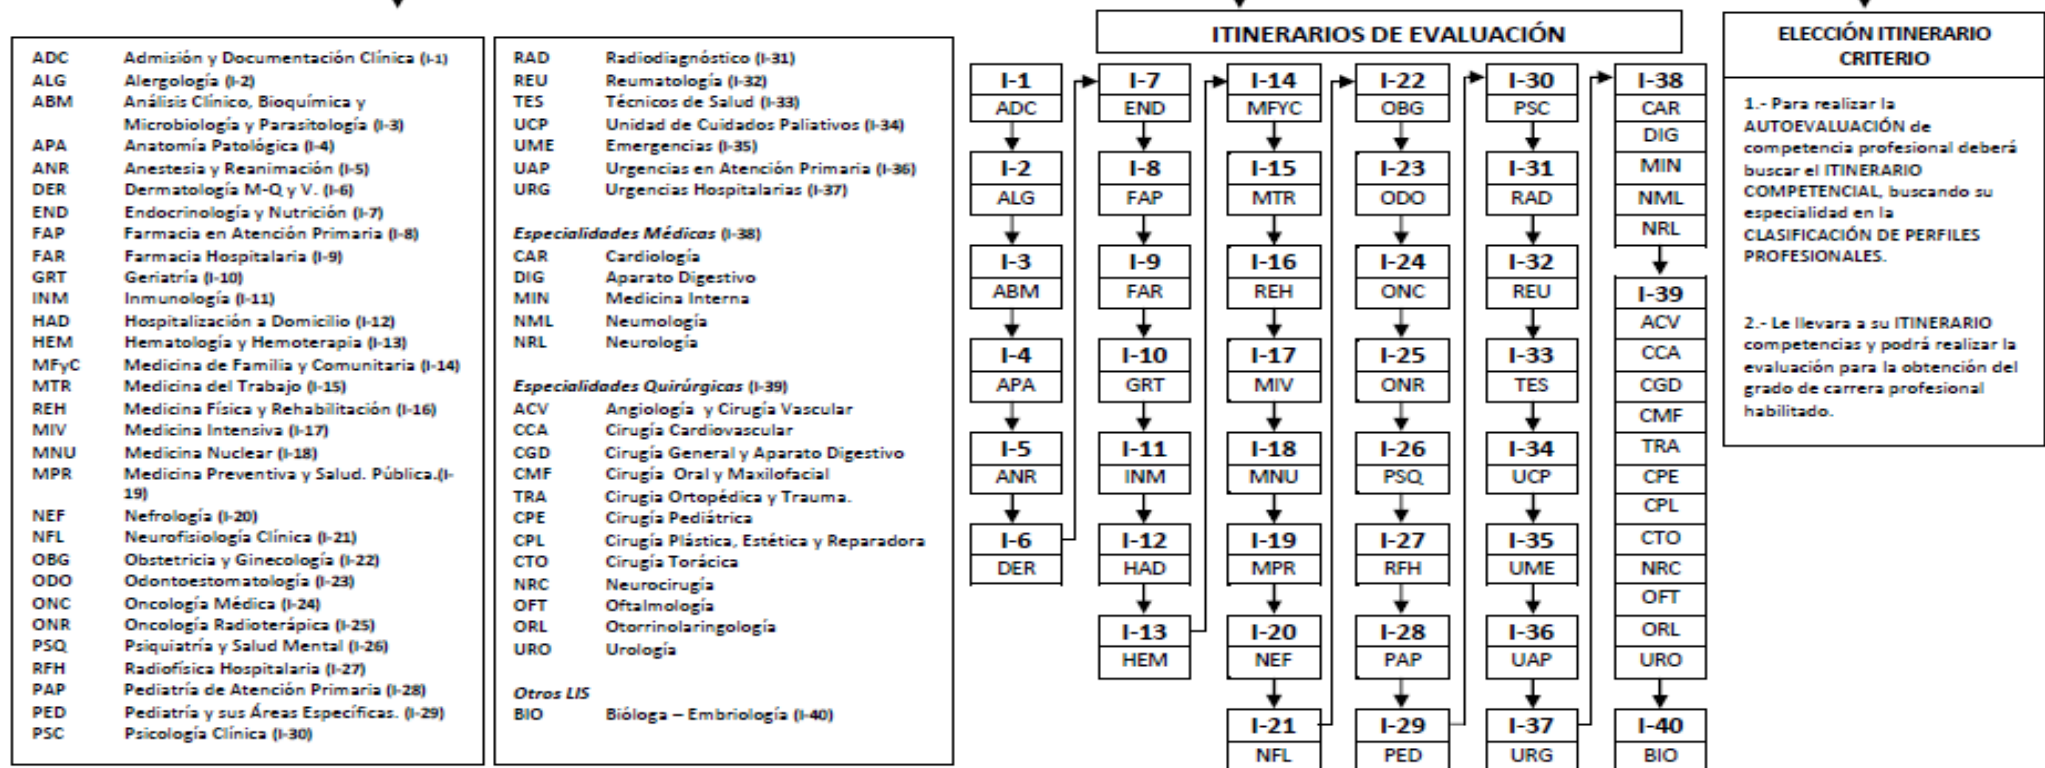 ADC Admisión y Documentación Clínica (I-1)
ALG Alergología (I-2)
ABM Análisis Clínico, Bioquímica y
Microbiología y Parasitología (I-3)
APA Anatomía Patológica (I-4)
ANR Anestesia y Reanimación (I-5)
DER Dermatología M-Q y V. (I-6)
END Endocrinología y Nutrición (I-7)
FAP Farmacia en Atención Primaria (I-8)
FAR Farmacia Hospitalaria (I-9)
GRT Geriatría (I-10)
INM Inmunología (I-11)
HAD Hospitalización a Domicilio (I-12)
HEM Hematología y Hemoterapia (I-13)
MFyC Medicina de Familia y Comunitaria (I-14)
MTR Medicina del Trabajo (I-15)
REH Medicina Física y Rehabilitación (I-16)
MIV Medicina Intensiva (I-17)
MNU Medicina Nuclear (I-18)
MPR Medicina Preventiva y Salud. Pública.(I-
19)
NEF Nefrología (I-20)
NFL Neurofisiología Clínica (I-21)
OBG Obstetricia y Ginecología (I-22)
ODO Odontoestomatología (I-23)
ONC Oncología Médica (I-24)
ONR Oncología Radioterápica (I-25)
PSQ Psiquiatría y Salud Mental (I-26)
RFH Radiofísica Hospitalaria (I-27)
PAP Pediatría de Atención Primaria (I-28)
PED Pediatría y sus Áreas Específicas. (I-29)
PSC Psicología Clínica (I-30)
RAD Radiodiagnóstico (I-31)
REU Reumatología (I-32)
TES Técnicos de Salud (I-33)
UCP Unidad de Cuidados Paliativos (I-34)
UME Emergencias (I-35)
UAP Urgencias en Atención Primaria (I-36)
URG Urgencias Hospitalarias (I-37)
Especialidades Médicas (I-38)
CAR Cardiología
DIG Aparato Digestivo
MIN Medicina Interna
NML Neumología
NRL Neurología
Especialidades Quirúrgicas (I-39)
ACV Angiología y Cirugía Vascular
CCA Cirugía Cardiovascular
CGD Cirugía General y Aparato Digestivo
CMF Cirugía Oral y Maxilofacial
TRA Cirugia Ortopédica y Trauma.
CPE Cirugía Pediátrica
CPL Cirugía Plástica, Estética y Reparadora
CTO Cirugía Torácica
NRC Neurocirugía
OFT Oftalmología
ORL Otorrinolaringología
URO Urología
Otros LIS
BIO Bióloga – Embriología (I-40)
ITINERARIOS DE EVALUACIÓN
I-1
ADC
I-2
ALG
I-3
ABM
I-4
APA
I-5
ANR
I-6
DER
I-7
END
I-8
FAP
I-9
FAR
I-10
GRT
I-11
INM
I-12
HAD
I-13
HEM
I-14
MFYC
I-15
MTR
I-16
REH
I-17
MIV
I-18
MNU
I-19
MPR
I-20
NEF
I-21
NFL
I-22
OBG
I-23
ODO
I-24
ONC
I-25
ONR
I-26
PSQ
I-27
RFH
I-28
PAP
I-29
PED
I-30
PSC
I-31
RAD
I-32
REU
I-33
TES
I-34
UCP
I-35
UME
I-36
UAP
I-37
URG
I-38
CAR
DIG
MIN
NML
NRL
I-39
ACV
CCA
CGD
CMF
TRA
CPE
CPL
CTO
NRC
OFT
ORL
URO
I-40
BIO
ELECCIÓN ITINERARIO
CRITERIO
1.- Para realizar la
AUTOEVALUACIÓN de
competencia profesional deberá
buscar el ITINERARIO
COMPETENCIAL, buscando su
especialidad en la
CLASIFICACIÓN DE PERFILES
PROFESIONALES.
2.- Le llevara a su ITINERARIO
competencias y podrá realizar la
evaluación para la obtención del
grado de carrera profesional
habilitado.